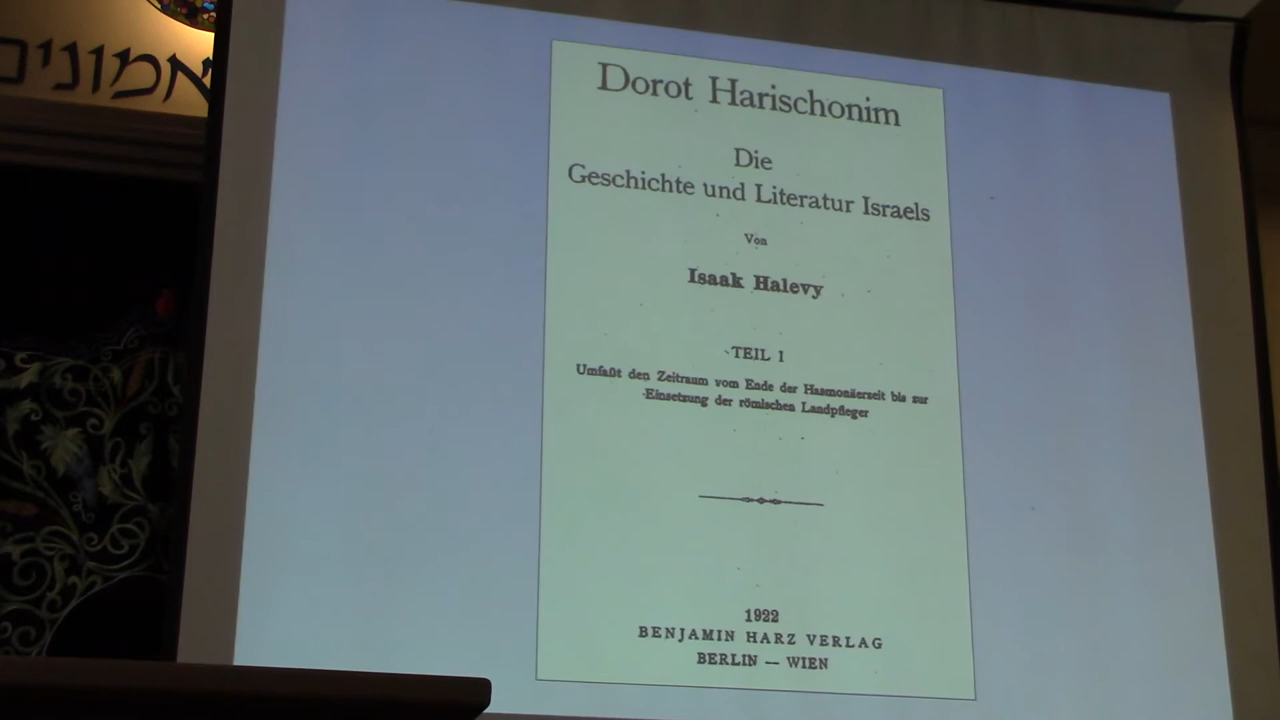 אמונים
Dorot Harischonim
Die
Geschichte und Literatur Israels
Von
Isaak Halevy
TEIL 1
Umfaßt den Zeitraum vom Ende der Hasmonäerzeit bis zur
Einsetzung der römischen Landpfleger
1922
BENJAMIN HARZ VERLAG
BERLIN — WIEN